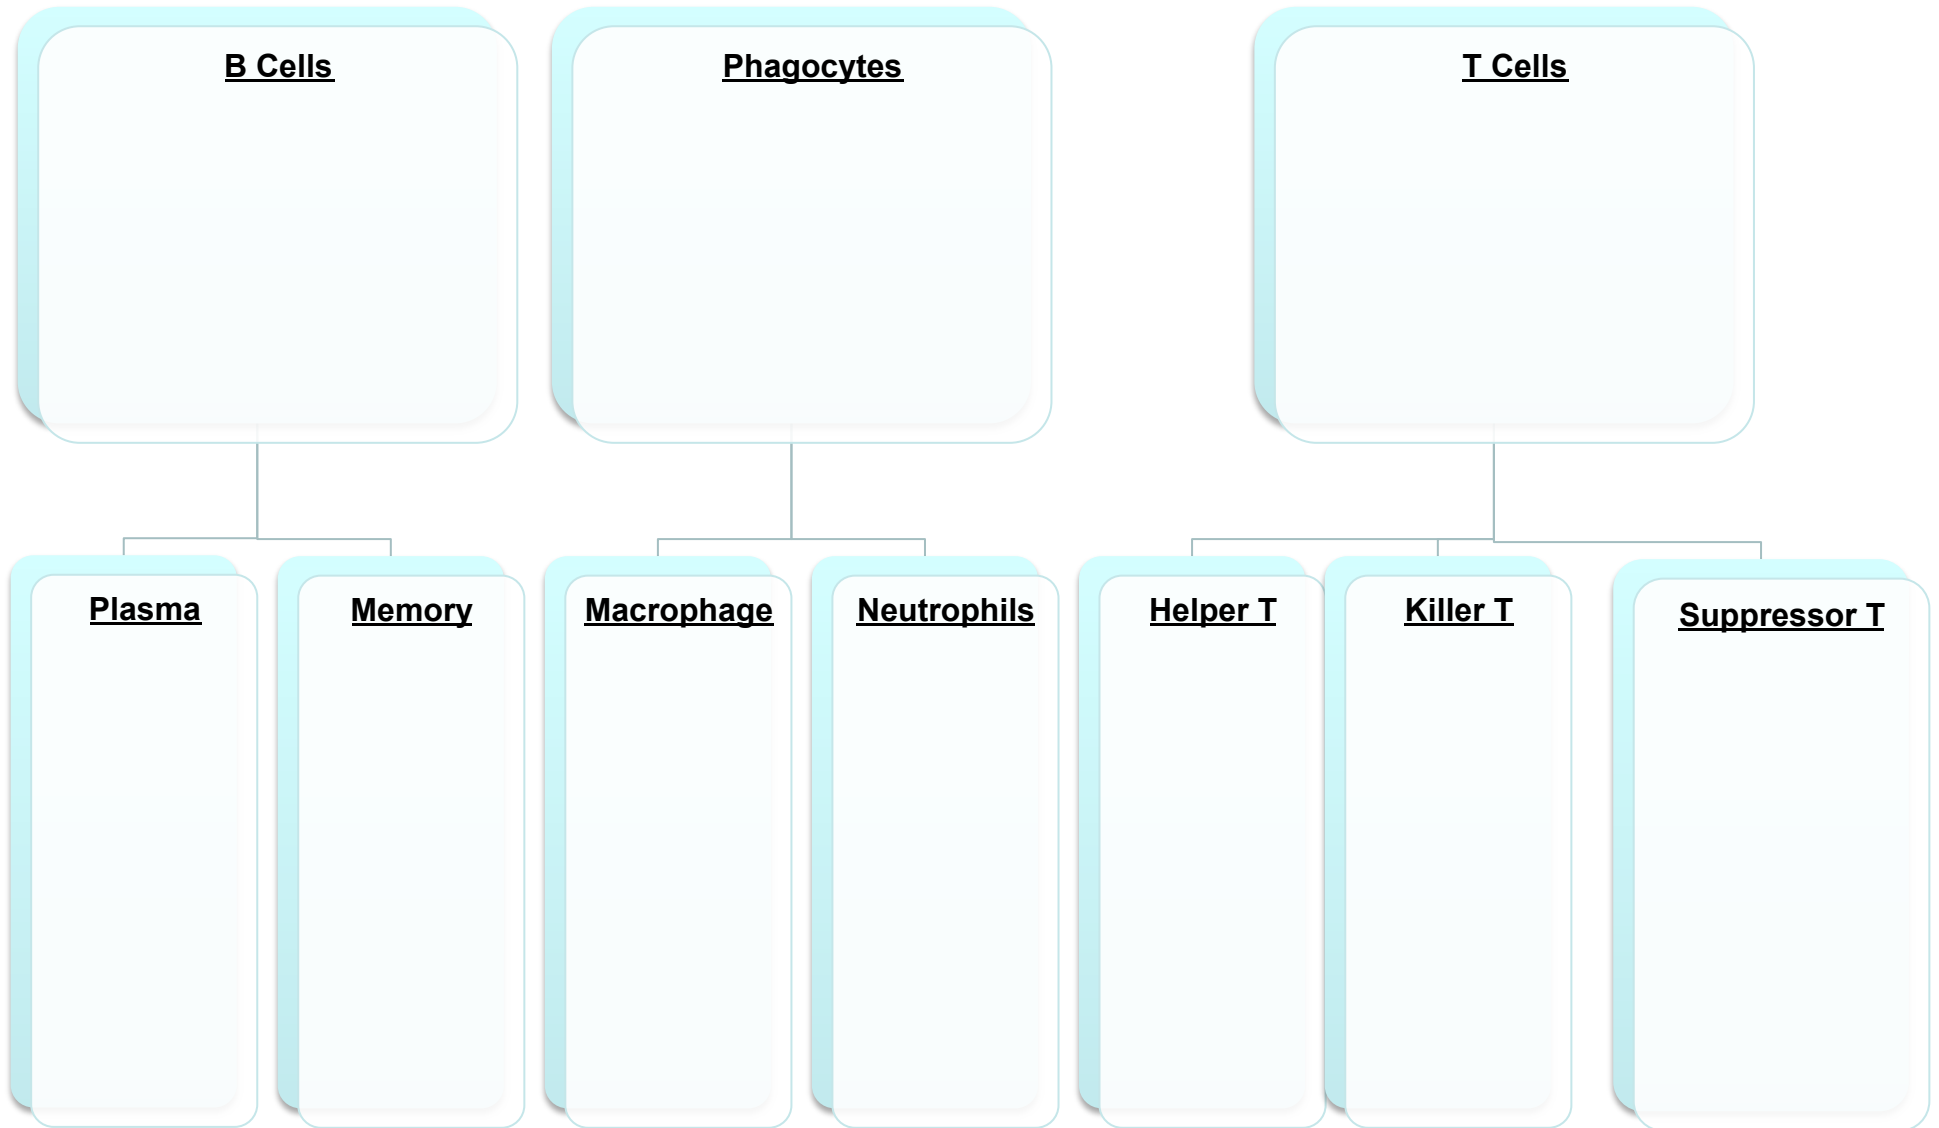 B Cells
Phagocytes
T Cells
Plasma
Memory
Macrophage
Neutrophils
Helper T
Killer T
Suppressor T